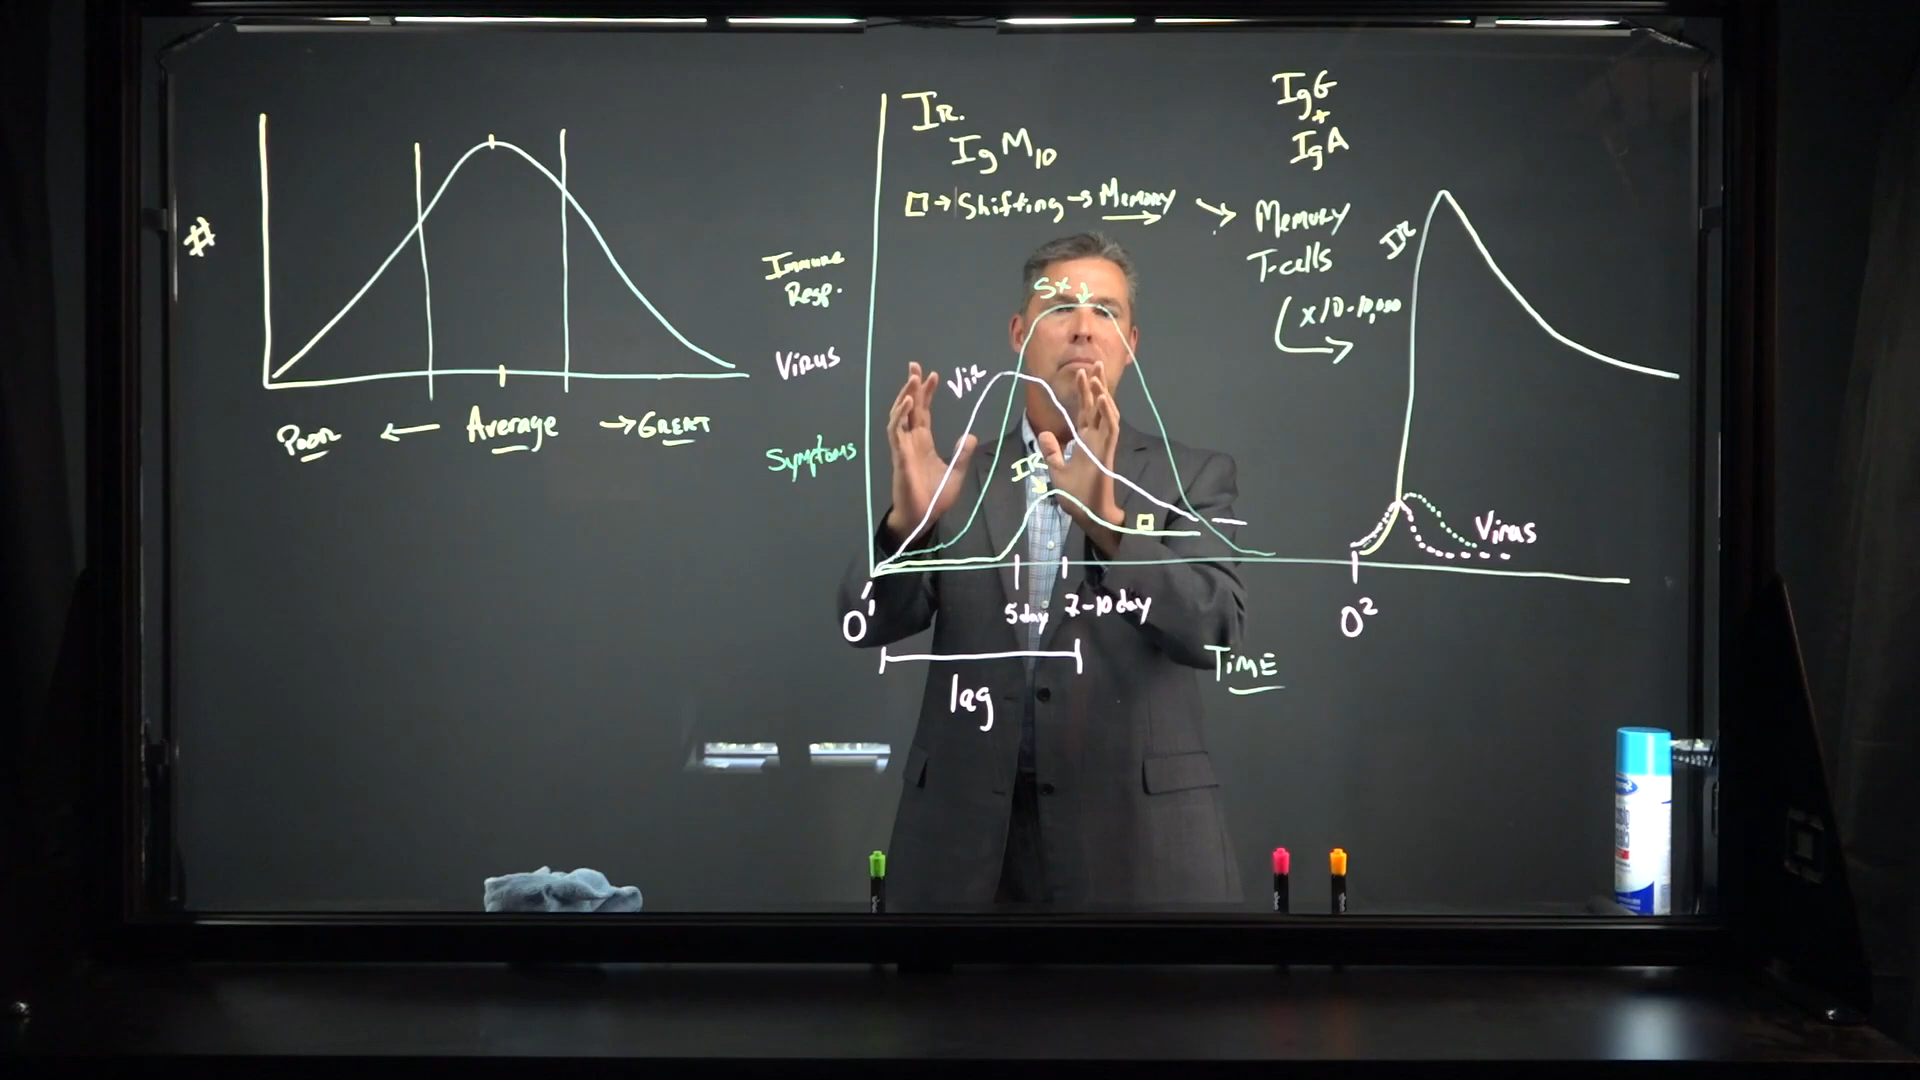 #
Poor ← Average → GREAT
Immune
Resp.
Virus
Symptoms
IR.
IgM10
□ → Shifting → Memory →
IgG
+
IgA
Memory
T-cells
x10-10,000
IR
Sx
Vir
IR
□
Virus
0'
5day
7-10day
0²
lag
TIME